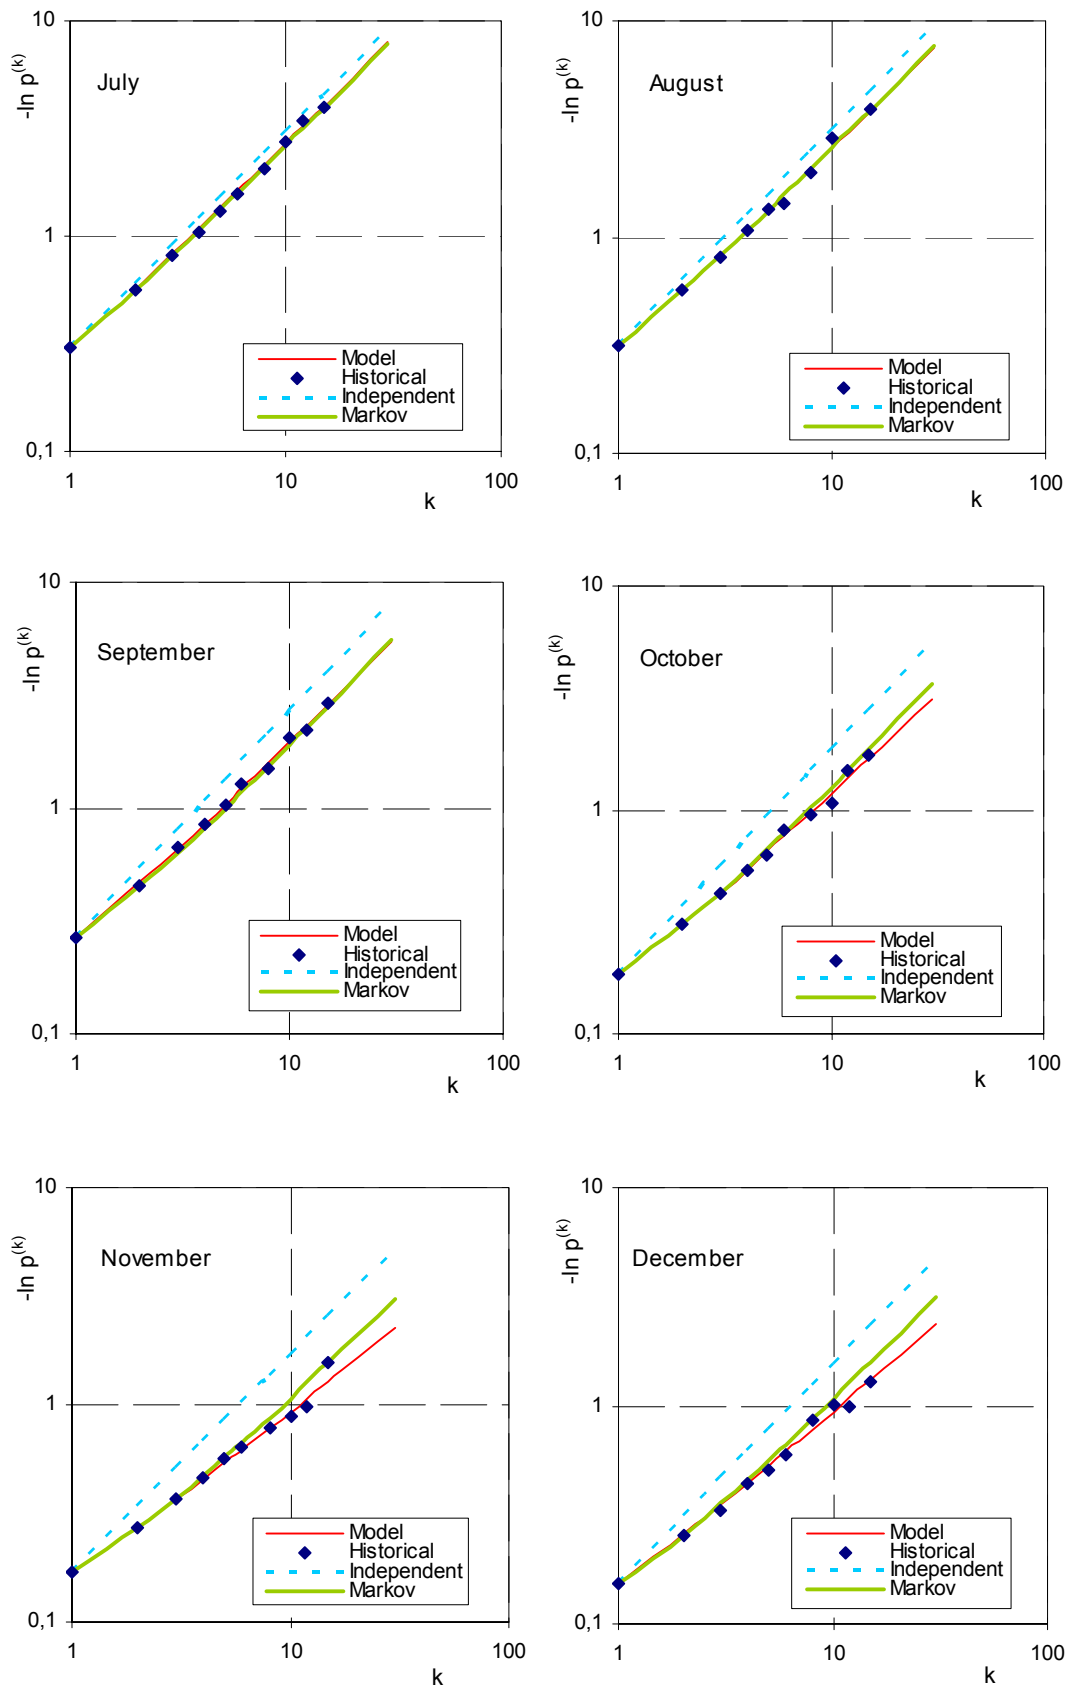 10
July
-ln p(k)
1
Model
Historical
Independent
Markov
0,1
1
10
100
k
10
August
-ln p(k)
1
Model
Historical
Independent
Markov
0,1
1
10
100
k
10
September
-ln p(k)
1
Model
Historical
Independent
Markov
0,1
1
10
100
k
10
October
-ln p(k)
1
Model
Historical
Independent
Markov
0,1
1
10
100
k
10
November
-ln p(k)
1
Model
Historical
Independent
Markov
0,1
1
10
100
k
10
December
-ln p(k)
1
Model
Historical
Independent
Markov
0,1
1
10
100
k